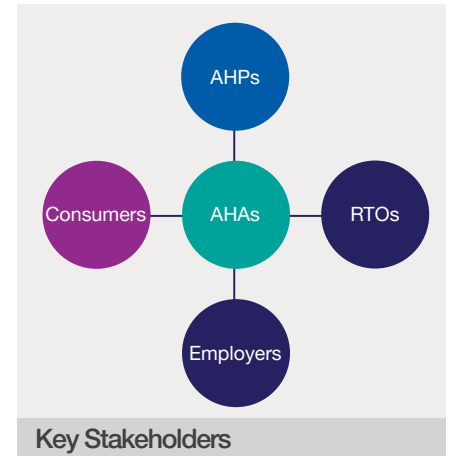 AHPs
Consumers
AHAs
RTOs
Employers
Key Stakeholders